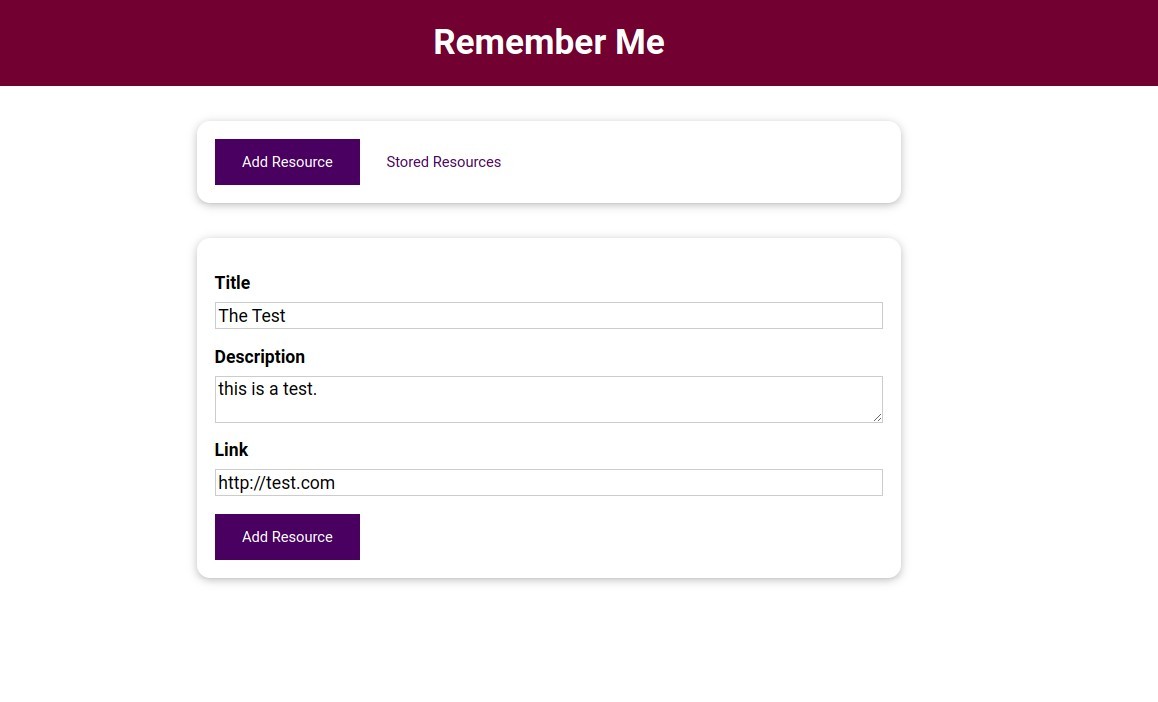 Remember Me
Add Resource Stored Resources
Title
The Test
Description
this is a test.
Link
http://test.com
Add Resource